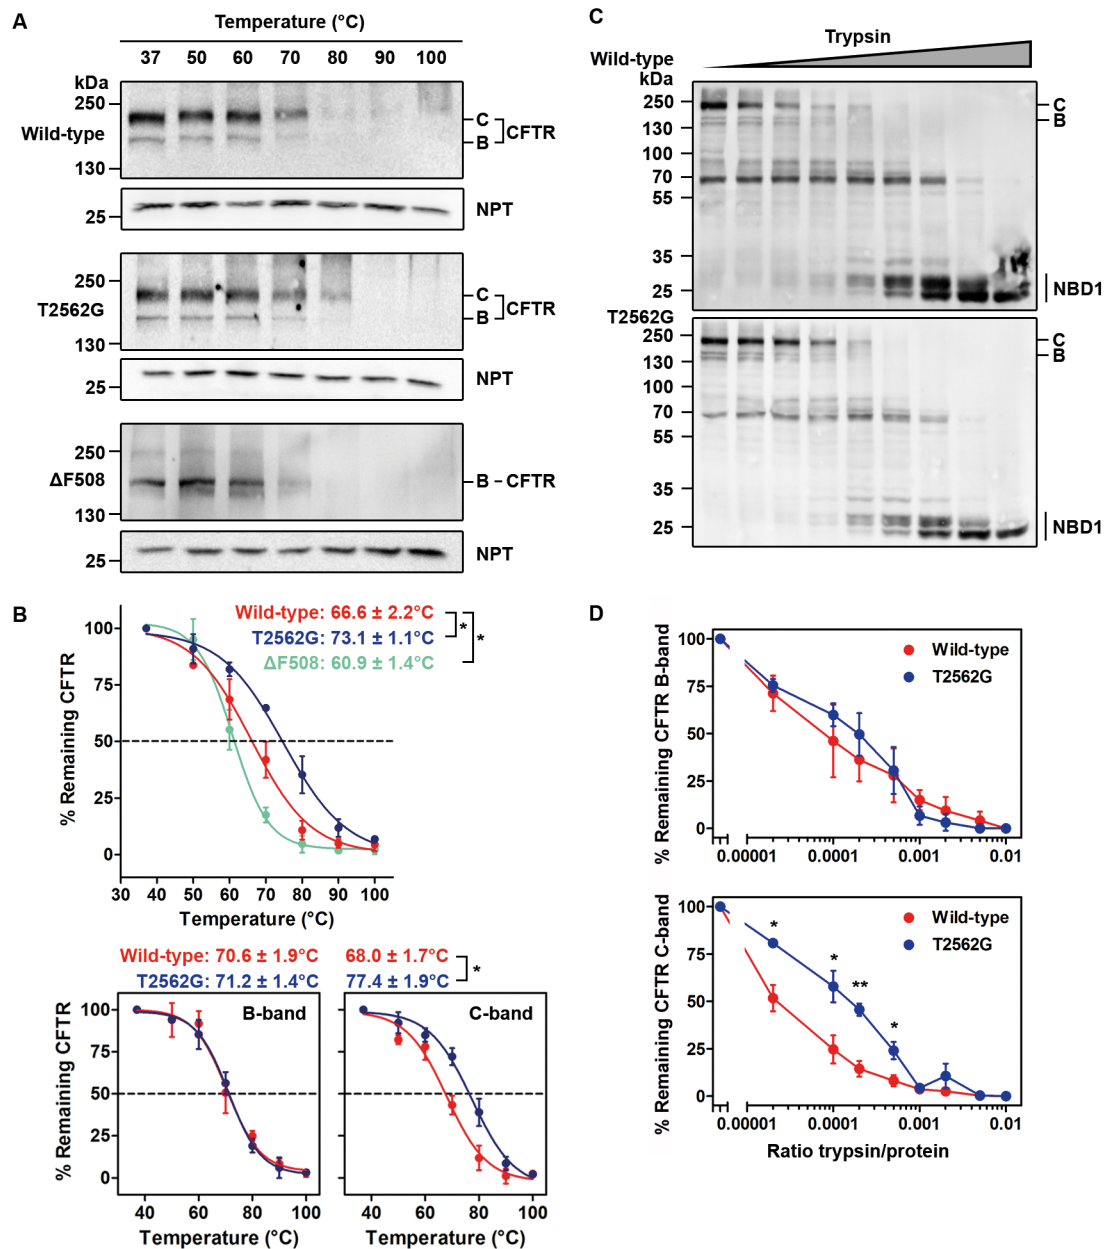 A
Temperature (°C)
37 50 60 70 80 90 100
kDa
250
Wild-type
130
C
B
CFTR
25
NPT
250
T2562G
130
C
B
CFTR
25
NPT
250
ΔF508
130
B
CFTR
25
NPT
B
Wild-type: 66.6 ± 2.2°C
T2562G: 73.1 ± 1.1°C
ΔF508: 60.9 ± 1.4°C
*
*
% Remaining CFTR
100
75
50
25
0
30 40 50 60 70 80 90 100
Temperature (°C)
Wild-type: 70.6 ± 1.9°C
T2562G: 71.2 ± 1.4°C
68.0 ± 1.7°C
77.4 ± 1.9°C
*
B-band
C-band
% Remaining CFTR
100
75
50
25
0
40 60 80 100
Temperature (°C)
40 60 80 100
Temperature (°C)
C
Trypsin
Wild-type
kDa
250
130
100
70
55
35
25
C
B
NBD1
T2562G
250
130
100
70
55
35
25
C
B
NBD1
D
% Remaining CFTR B-band
100
75
50
25
0
Wild-type
T2562G
0.00001 0.0001 0.001 0.01
% Remaining CFTR C-band
100
75
50
25
0
Wild-type
T2562G
*
*
**
*
0.00001 0.0001 0.001 0.01
Ratio trypsin/protein